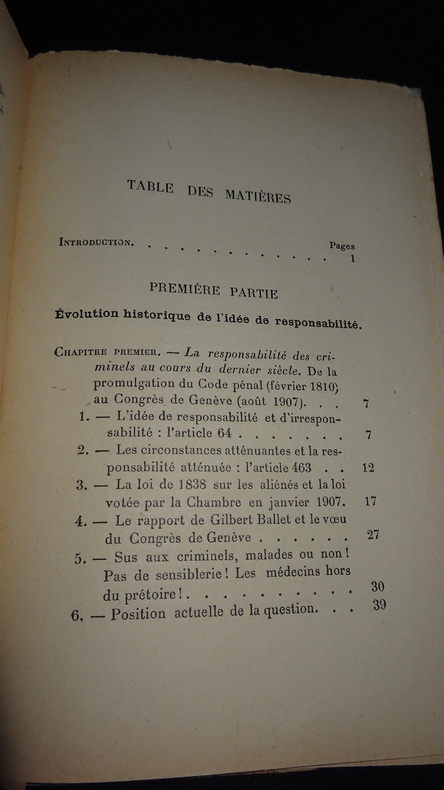 TABLE DES MATIÈRES
INTRODUCTION. . . . . . . . . . . . . Pages 1
PREMIÈRE PARTIE
Évolution historique de l'idée de responsabilité.
CHAPITRE PREMIER. — La responsabilité des cri-
minels au cours du dernier siècle. De la
promulgation du Code pénal (février 1810)
au Congrès de Genève (août 1907). . . 7
1. — L'idée de responsabilité et d'irrespon-
sabilité : l'article 64 . . . . . . . 7
2. — Les circonstances atténuantes et la res-
ponsabilité atténuée : l'article 463 . . 12
3. — La loi de 1838 sur les aliénés et la loi
votée par la Chambre en janvier 1907. 17
4. — Le rapport de Gilbert Ballet et le vœu
du Congrès de Genève . . . . . . 27
5. — Sus aux criminels, malades ou non !
Pas de sensiblerie ! Les médecins hors
du prétoire ! . . . . . . . . . . 30
6. — Position actuelle de la question. . . 39